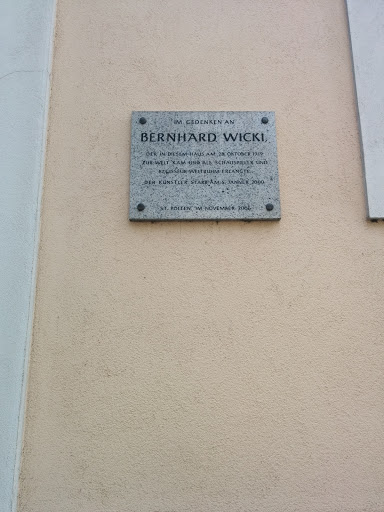 IM GEDENKEN AN
BERNHARD WICKI,
DER IN DIESEM HAUS AM 28. OKTOBER 1919
ZUR WELT KAM UND ALS SCHAUSPIELER UND
REGISSEUR WELTRUHM ERLANGTE.
DER KÜNSTLER STARB AM 5. JÄNNER 2000.
ST. PÖLTEN, IM NOVEMBER